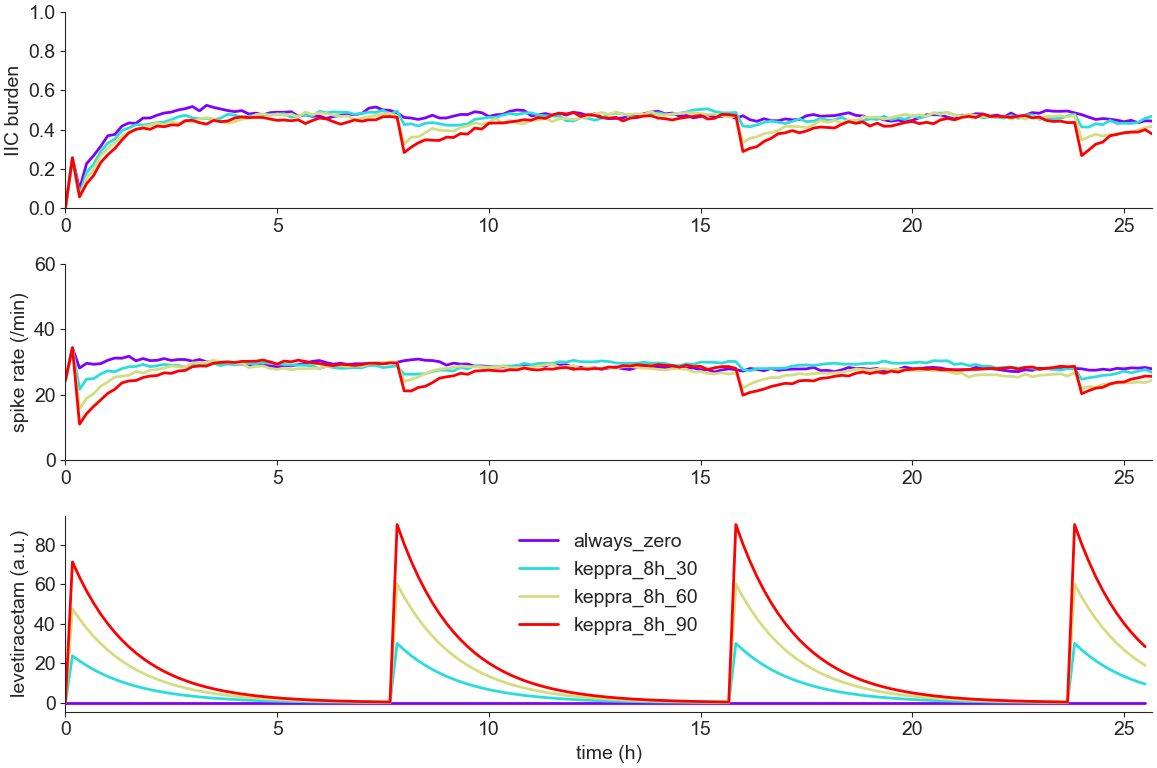 1.0
0.8
0.6
0.4
0.2
0.0
IIC burden
0 5 10 15 20 25
60
40
20
0
spike rate (/min)
0 5 10 15 20 25
80
60
40
20
0
levetiracetam (a.u.)
always_zero
keppra_8h_30
keppra_8h_60
keppra_8h_90
0 5 10 15 20 25
time (h)